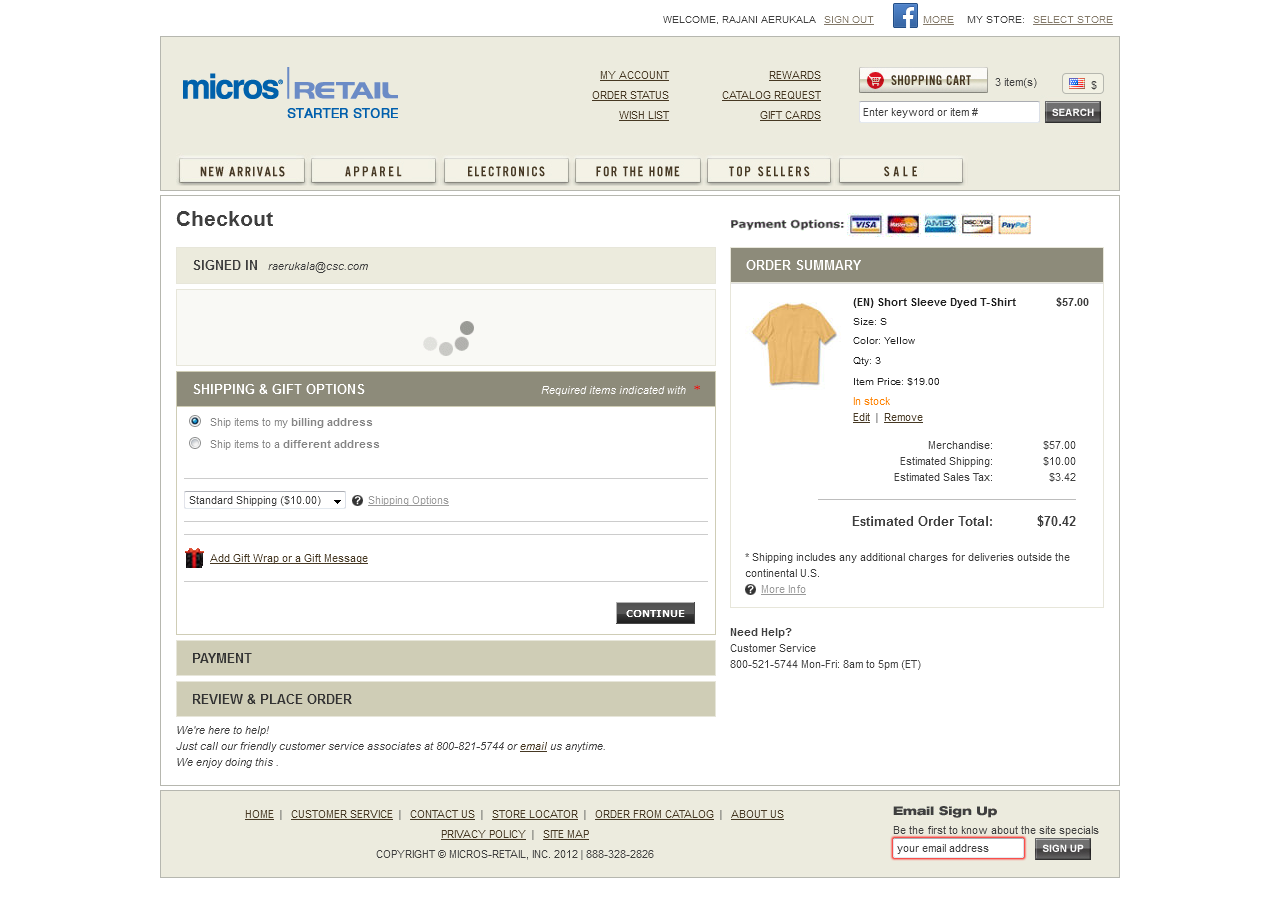 WELCOME, RAJANI AERUKALA SIGN OUT MORE MY STORE: SELECT STORE
micros RETAIL
STARTER STORE
MY ACCOUNT
ORDER STATUS
WISH LIST
REWARDS
CATALOG REQUEST
GIFT CARDS
SHOPPING CART 3 item(s) $
Enter keyword or item # SEARCH
NEW ARRIVALS APPAREL ELECTRONICS FOR THE HOME TOP SELLERS SALE
Checkout
SIGNED IN raerukala@csc.com
SHIPPING & GIFT OPTIONS Required items indicated with *
Ship items to my billing address
Ship items to a different address
Standard Shipping ($10.00) ? Shipping Options
Add Gift Wrap or a Gift Message
CONTINUE
PAYMENT
REVIEW & PLACE ORDER
We're here to help!
Just call our friendly customer service associates at 800-821-5744 or email us anytime.
We enjoy doing this .
Payment Options: VISA MasterCard AMEX DISCOVER PayPal
ORDER SUMMARY
(EN) Short Sleeve Dyed T-Shirt $57.00
Size: S
Color: Yellow
Qty: 3
Item Price: $19.00
In stock
Edit | Remove
Merchandise: $57.00
Estimated Shipping: $10.00
Estimated Sales Tax: $3.42
Estimated Order Total: $70.42
* Shipping includes any additional charges for deliveries outside the
continental U.S.
? More Info
Need Help?
Customer Service
800-521-5744 Mon-Fri: 8am to 5pm (ET)
HOME | CUSTOMER SERVICE | CONTACT US | STORE LOCATOR | ORDER FROM CATALOG | ABOUT US
PRIVACY POLICY | SITE MAP
COPYRIGHT © MICROS-RETAIL, INC. 2012 | 888-328-2826
Email Sign Up
Be the first to know about the site specials
your email address SIGN UP